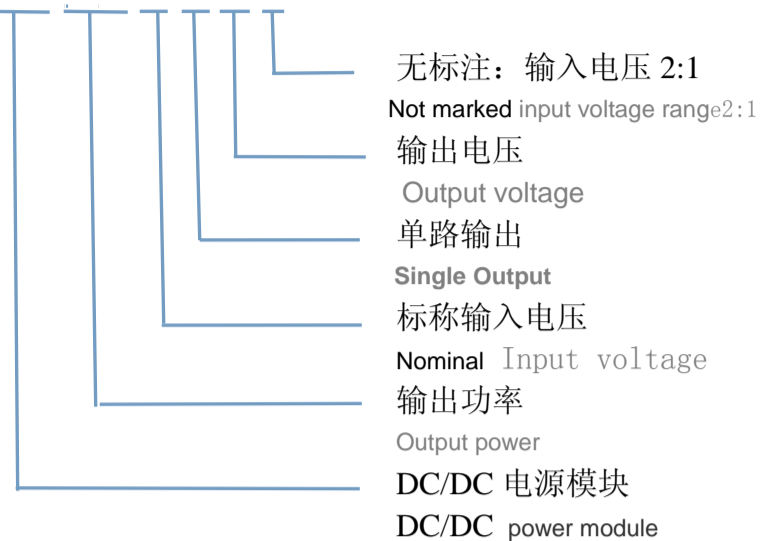 无标注：输入电压 2:1
Not marked input voltage range2:1
输出电压
Output voltage
单路输出
Single Output
标称输入电压
Nominal Input voltage
输出功率
Output power
DC/DC 电源模块
DC/DC power module